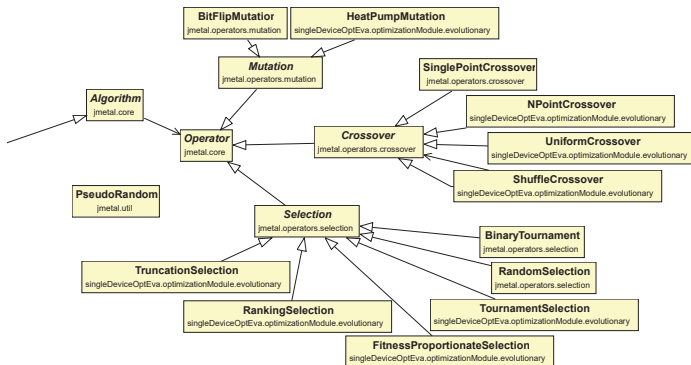 BitFlipMutation
jmetal.operators.mutation
HeatPumpMutation
singleDeviceOptEva.optimizationModule.evolutionary
Mutation
jmetal.operators.mutation
SinglePointCrossover
jmetal.operators.crossover
Algorithm
jmetal.core
NPointCrossover
singleDeviceOptEva.optimizationModule.evolutionary
Operator
jmetal.core
Crossover
jmetal.operators.crossover
UniformCrossover
singleDeviceOptEva.optimizationModule.evolutionary
ShuffleCrossover
singleDeviceOptEva.optimizationModule.evolutionary
PseudoRandom
jmetal.util
Selection
jmetal.operators.selection
BinaryTournament
jmetal.operators.selection
TruncationSelection
singleDeviceOptEva.optimizationModule.evolutionary
RandomSelection
jmetal.operators.selection
RankingSelection
singleDeviceOptEva.optimizationModule.evolutionary
TournamentSelection
singleDeviceOptEva.optimizationModule.evolutionary
FitnessProportionateSelection
singleDeviceOptEva.optimizationModule.evolutionary